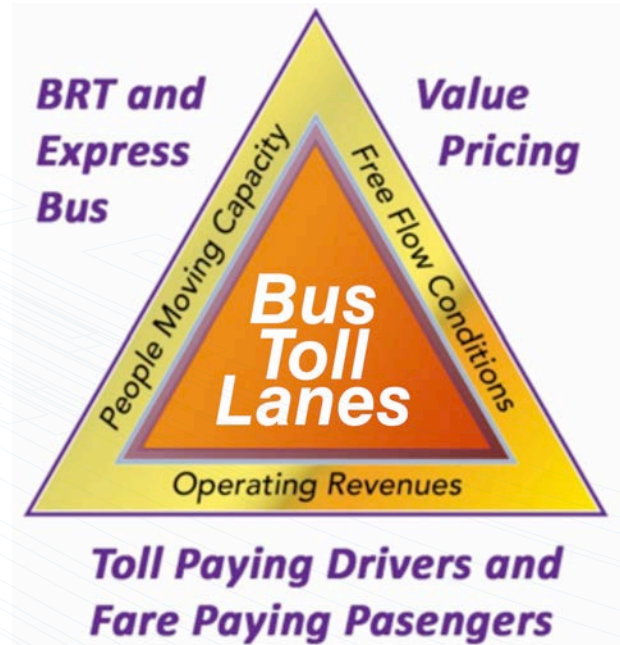 BRT and
Express
Bus
Value
Pricing
People Moving Capacity
Free Flow Conditions
Bus
Toll
Lanes
Operating Revenues
Toll Paying Drivers and
Fare Paying Pasengers